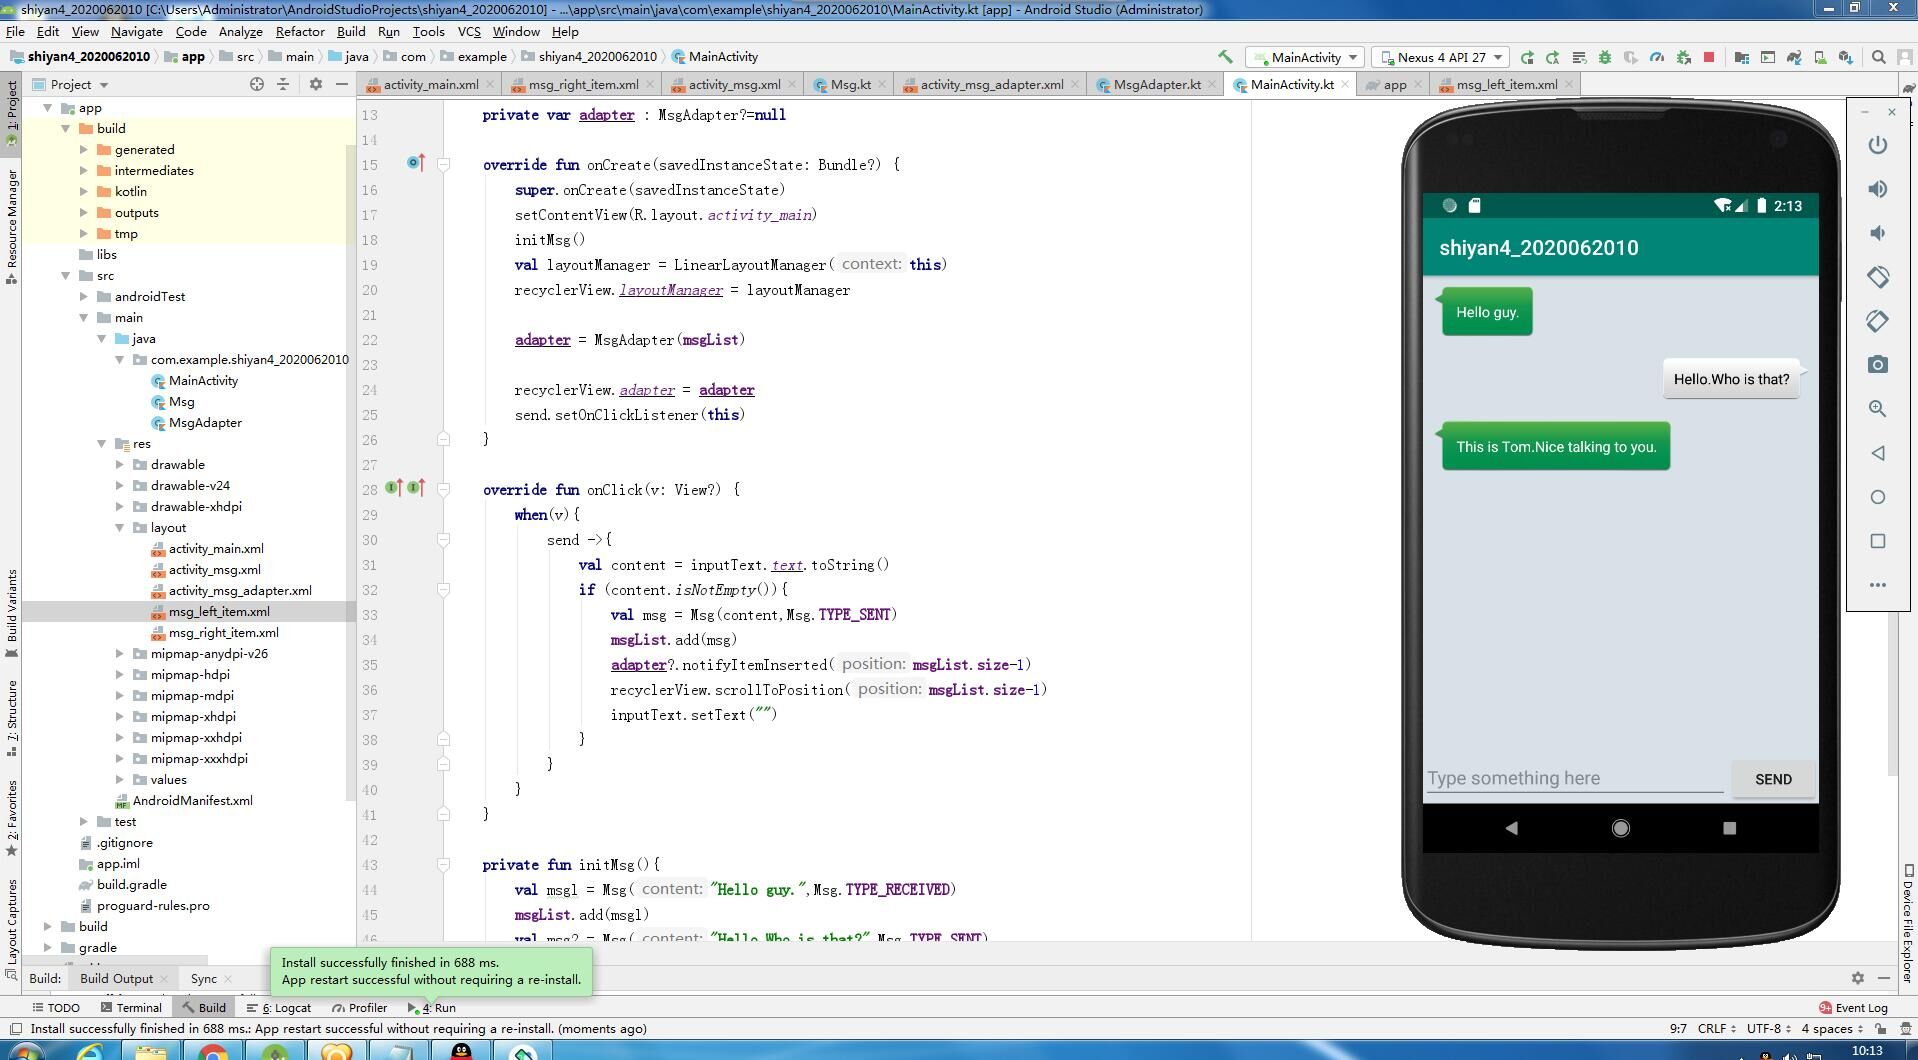 shiyan4_2020062010 [C:\Users\Administrator\AndroidStudioProjects\shiyan4_2020062010] - ...\app\src\main\java\com\example\shiyan4_2020062010\MainActivity.kt [app] - Android Studio (Administrator)
File Edit View Navigate Code Analyze Refactor Build Run Tools VCS Window Help
shiyan4_2020062010 app src main java com example shiyan4_2020062010 MainActivity
MainActivity Nexus 4 API 27
Project
activity_main.xml msg_right_item.xml activity_msg.xml Msg.kt activity_msg_adapter.xml MsgAdapter.kt MainActivity.kt app msg_left_item.xml
1: Project
Resource Manager
Build Variants
7: Structure
2: Favorites
Layout Captures
app
build
generated
intermediates
kotlin
outputs
tmp
libs
src
androidTest
main
java
com.example.shiyan4_2020062010
MainActivity
Msg
MsgAdapter
res
drawable
drawable-v24
drawable-xhdpi
layout
activity_main.xml
activity_msg.xml
activity_msg_adapter.xml
msg_left_item.xml
msg_right_item.xml
mipmap-anydpi-v26
mipmap-hdpi
mipmap-mdpi
mipmap-xhdpi
mipmap-xxhdpi
mipmap-xxxhdpi
values
AndroidManifest.xml
test
.gitignore
app.iml
build.gradle
proguard-rules.pro
build
gradle
13 private var adapter : MsgAdapter?=null
14
15 override fun onCreate(savedInstanceState: Bundle?) {
16 super.onCreate(savedInstanceState)
17 setContentView(R.layout.activity_main)
18 initMsg()
19 val layoutManager = LinearLayoutManager( context: this)
20 recyclerView.layoutManager = layoutManager
21
22 adapter = MsgAdapter(msgList)
23
24 recyclerView.adapter = adapter
25 send.setOnClickListener(this)
26 }
27
28 override fun onClick(v: View?) {
29 when(v){
30 send ->{
31 val content = inputText.text.toString()
32 if (content.isNotEmpty()){
33 val msg = Msg(content,Msg.TYPE_SENT)
34 msgList.add(msg)
35 adapter?.notifyItemInserted( position: msgList.size-1)
36 recyclerView.scrollToPosition( position: msgList.size-1)
37 inputText.setText("")
38 }
39 }
40 }
41 }
42
43 private fun initMsg(){
44 val msg1 = Msg( content: "Hello guy.",Msg.TYPE_RECEIVED)
45 msgList.add(msg1)
46 val msg2 = Msg( content: "Hello.Who is that?",Msg.TYPE_SENT)
2:13
shiyan4_2020062010
Hello guy.
Hello.Who is that?
This is Tom.Nice talking to you.
Type something here
SEND
Device File Explorer
Install successfully finished in 688 ms.
App restart successful without requiring a re-install.
Build: Build Output Sync
TODO Terminal Build 6: Logcat Profiler 4: Run
Event Log
Install successfully finished in 688 ms.: App restart successful without requiring a re-install. (moments ago)
9:7 CRLF UTF-8 4 spaces
10:13